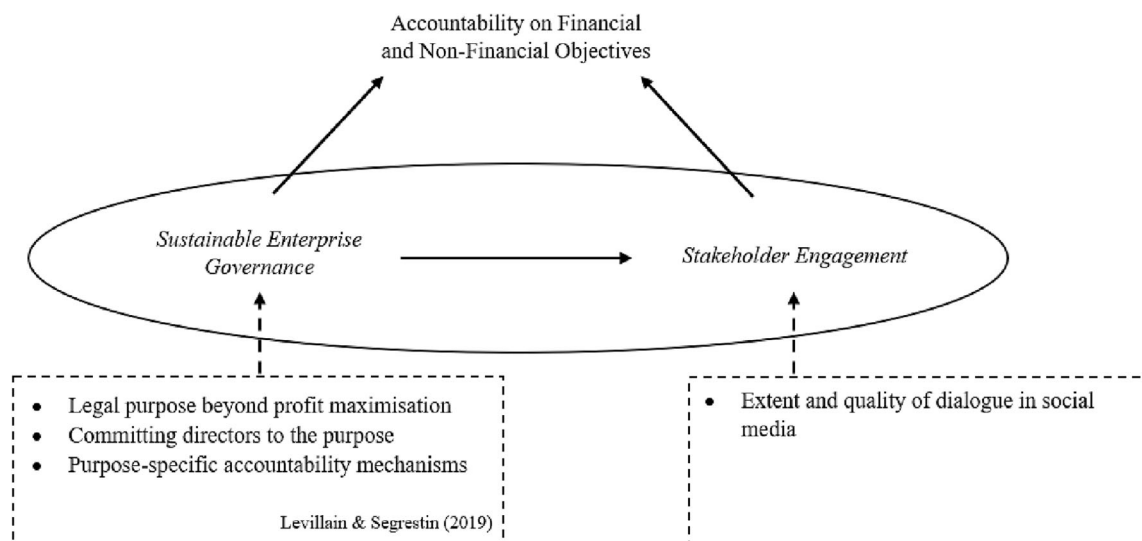 Accountability on Financial
and Non-Financial Objectives
Sustainable Enterprise
Governance
Stakeholder Engagement
• Legal purpose beyond profit maximisation
• Committing directors to the purpose
• Purpose-specific accountability mechanisms
Levillain & Segrestin (2019)
• Extent and quality of dialogue in social
media